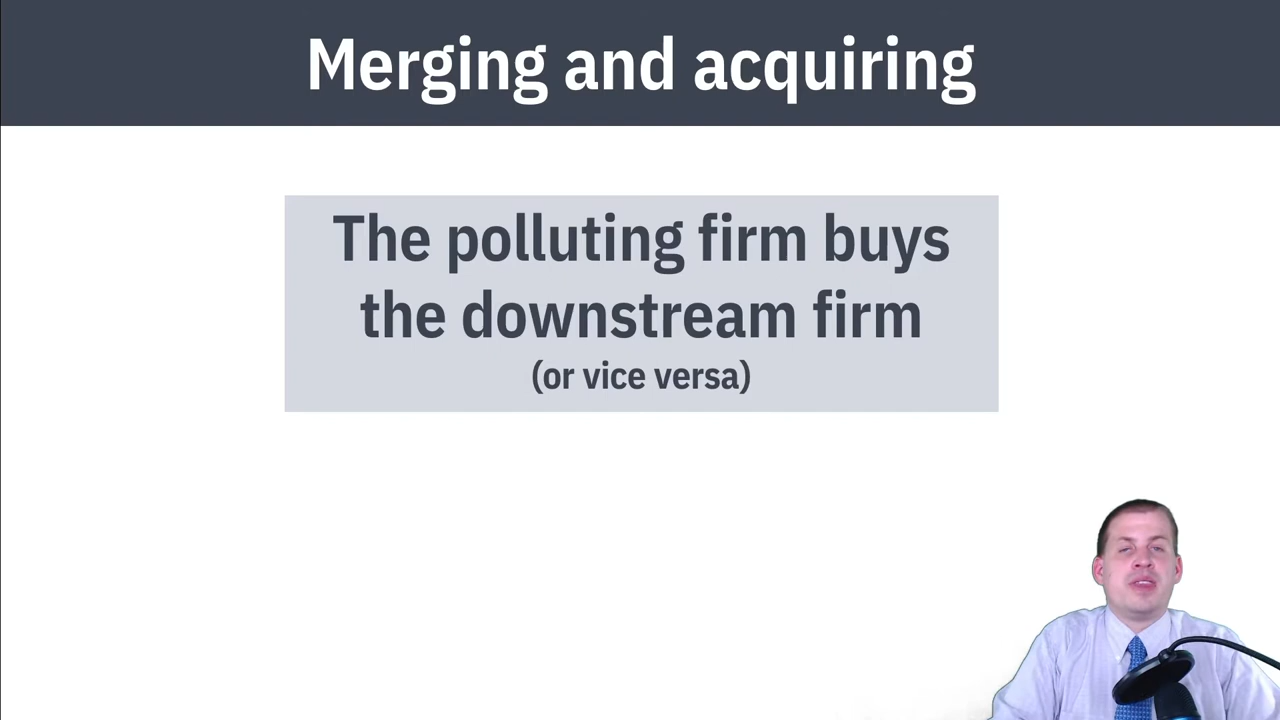 Merging and acquiring
The polluting firm buys
the downstream firm
(or vice versa)